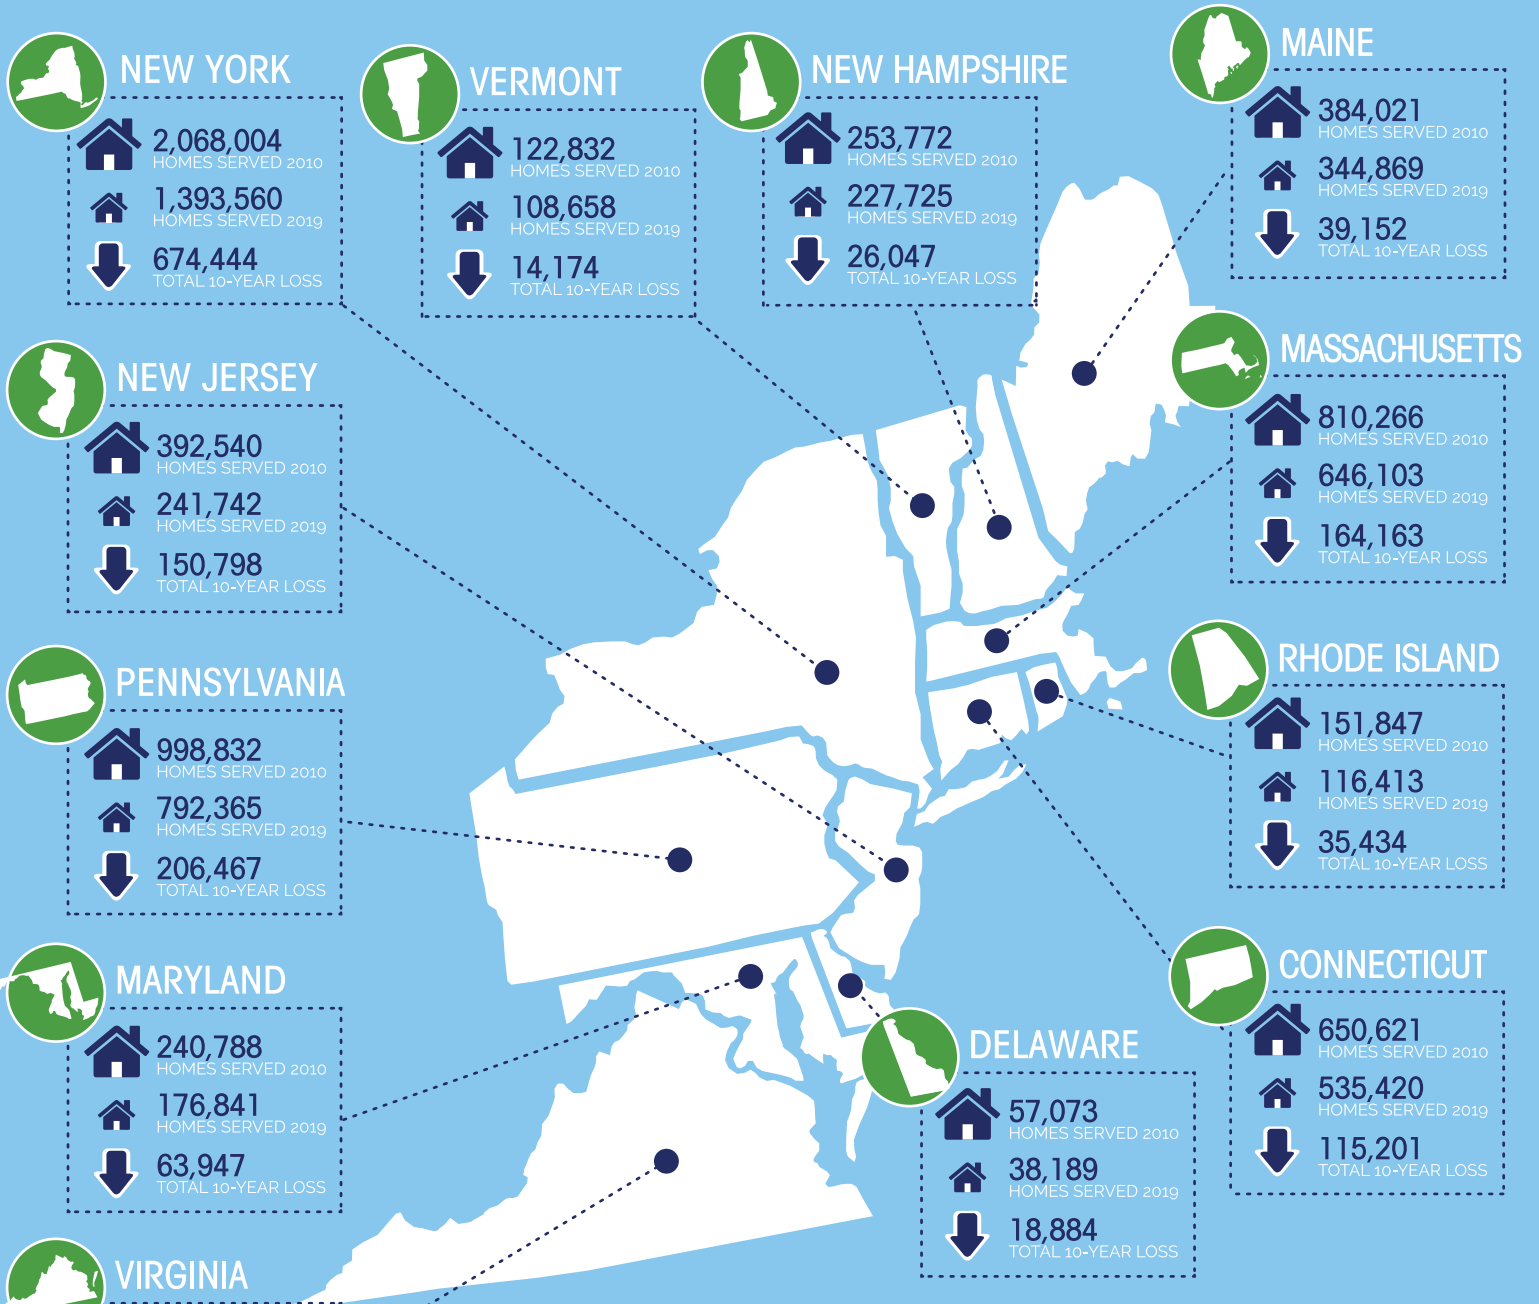 NEW YORK
2,068,004
HOMES SERVED 2010
1,393,560
HOMES SERVED 2019
674,444
TOTAL 10-YEAR LOSS
VERMONT
122,832
HOMES SERVED 2010
108,658
HOMES SERVED 2019
14,174
TOTAL 10-YEAR LOSS
NEW HAMPSHIRE
253,772
HOMES SERVED 2010
227,725
HOMES SERVED 2019
26,047
TOTAL 10-YEAR LOSS
MAINE
384,021
HOMES SERVED 2010
344,869
HOMES SERVED 2019
39,152
TOTAL 10-YEAR LOSS
NEW JERSEY
392,540
HOMES SERVED 2010
241,742
HOMES SERVED 2019
150,798
TOTAL 10-YEAR LOSS
MASSACHUSETTS
810,266
HOMES SERVED 2010
646,103
HOMES SERVED 2019
164,163
TOTAL 10-YEAR LOSS
PENNSYLVANIA
998,832
HOMES SERVED 2010
792,365
HOMES SERVED 2019
206,467
TOTAL 10-YEAR LOSS
RHODE ISLAND
151,847
HOMES SERVED 2010
116,413
HOMES SERVED 2019
35,434
TOTAL 10-YEAR LOSS
MARYLAND
240,788
HOMES SERVED 2010
176,841
HOMES SERVED 2019
63,947
TOTAL 10-YEAR LOSS
DELAWARE
57,073
HOMES SERVED 2010
38,189
HOMES SERVED 2019
18,884
TOTAL 10-YEAR LOSS
CONNECTICUT
650,621
HOMES SERVED 2010
535,420
HOMES SERVED 2019
115,201
TOTAL 10-YEAR LOSS
VIRGINIA